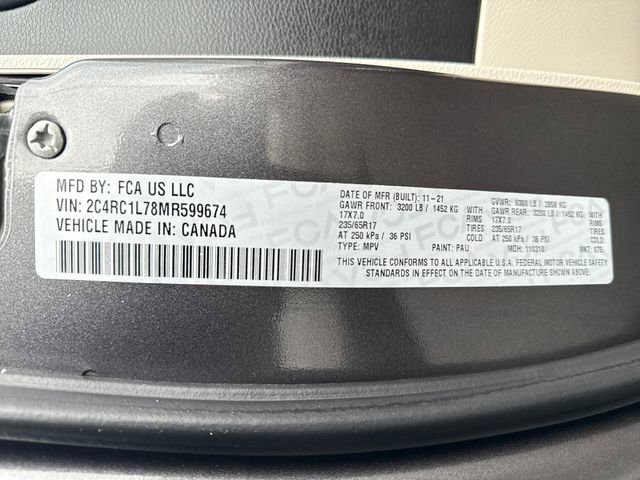 MFD BY: FCA US LLC
VIN: 2C4RC1L78MR599674
VEHICLE MADE IN: CANADA
DATE OF MFR (BUILT): 11-21 GVWR: 6300 LB / 2858 KG
GAWR FRONT: 3200 LB / 1452 KG WITH GAWR REAR: 3200 LB / 1452 KG WITH
17X7.0 RIMS 17X7.0 RIMS
235/65R17 TIRES 235/65R17 TIRES
AT 250 kPa / 36 PSI COLD AT 250 kPa / 36 PSI COLD
TYPE: MPV PAINT: PAU MDH: 110310 MKT:
THIS VEHICLE CONFORMS TO ALL APPLICABLE U.S.A. FEDERAL MOTOR VEHICLE SAFETY
STANDARDS IN EFFECT ON THE DATE OF MANUFACTURE SHOWN ABOVE.